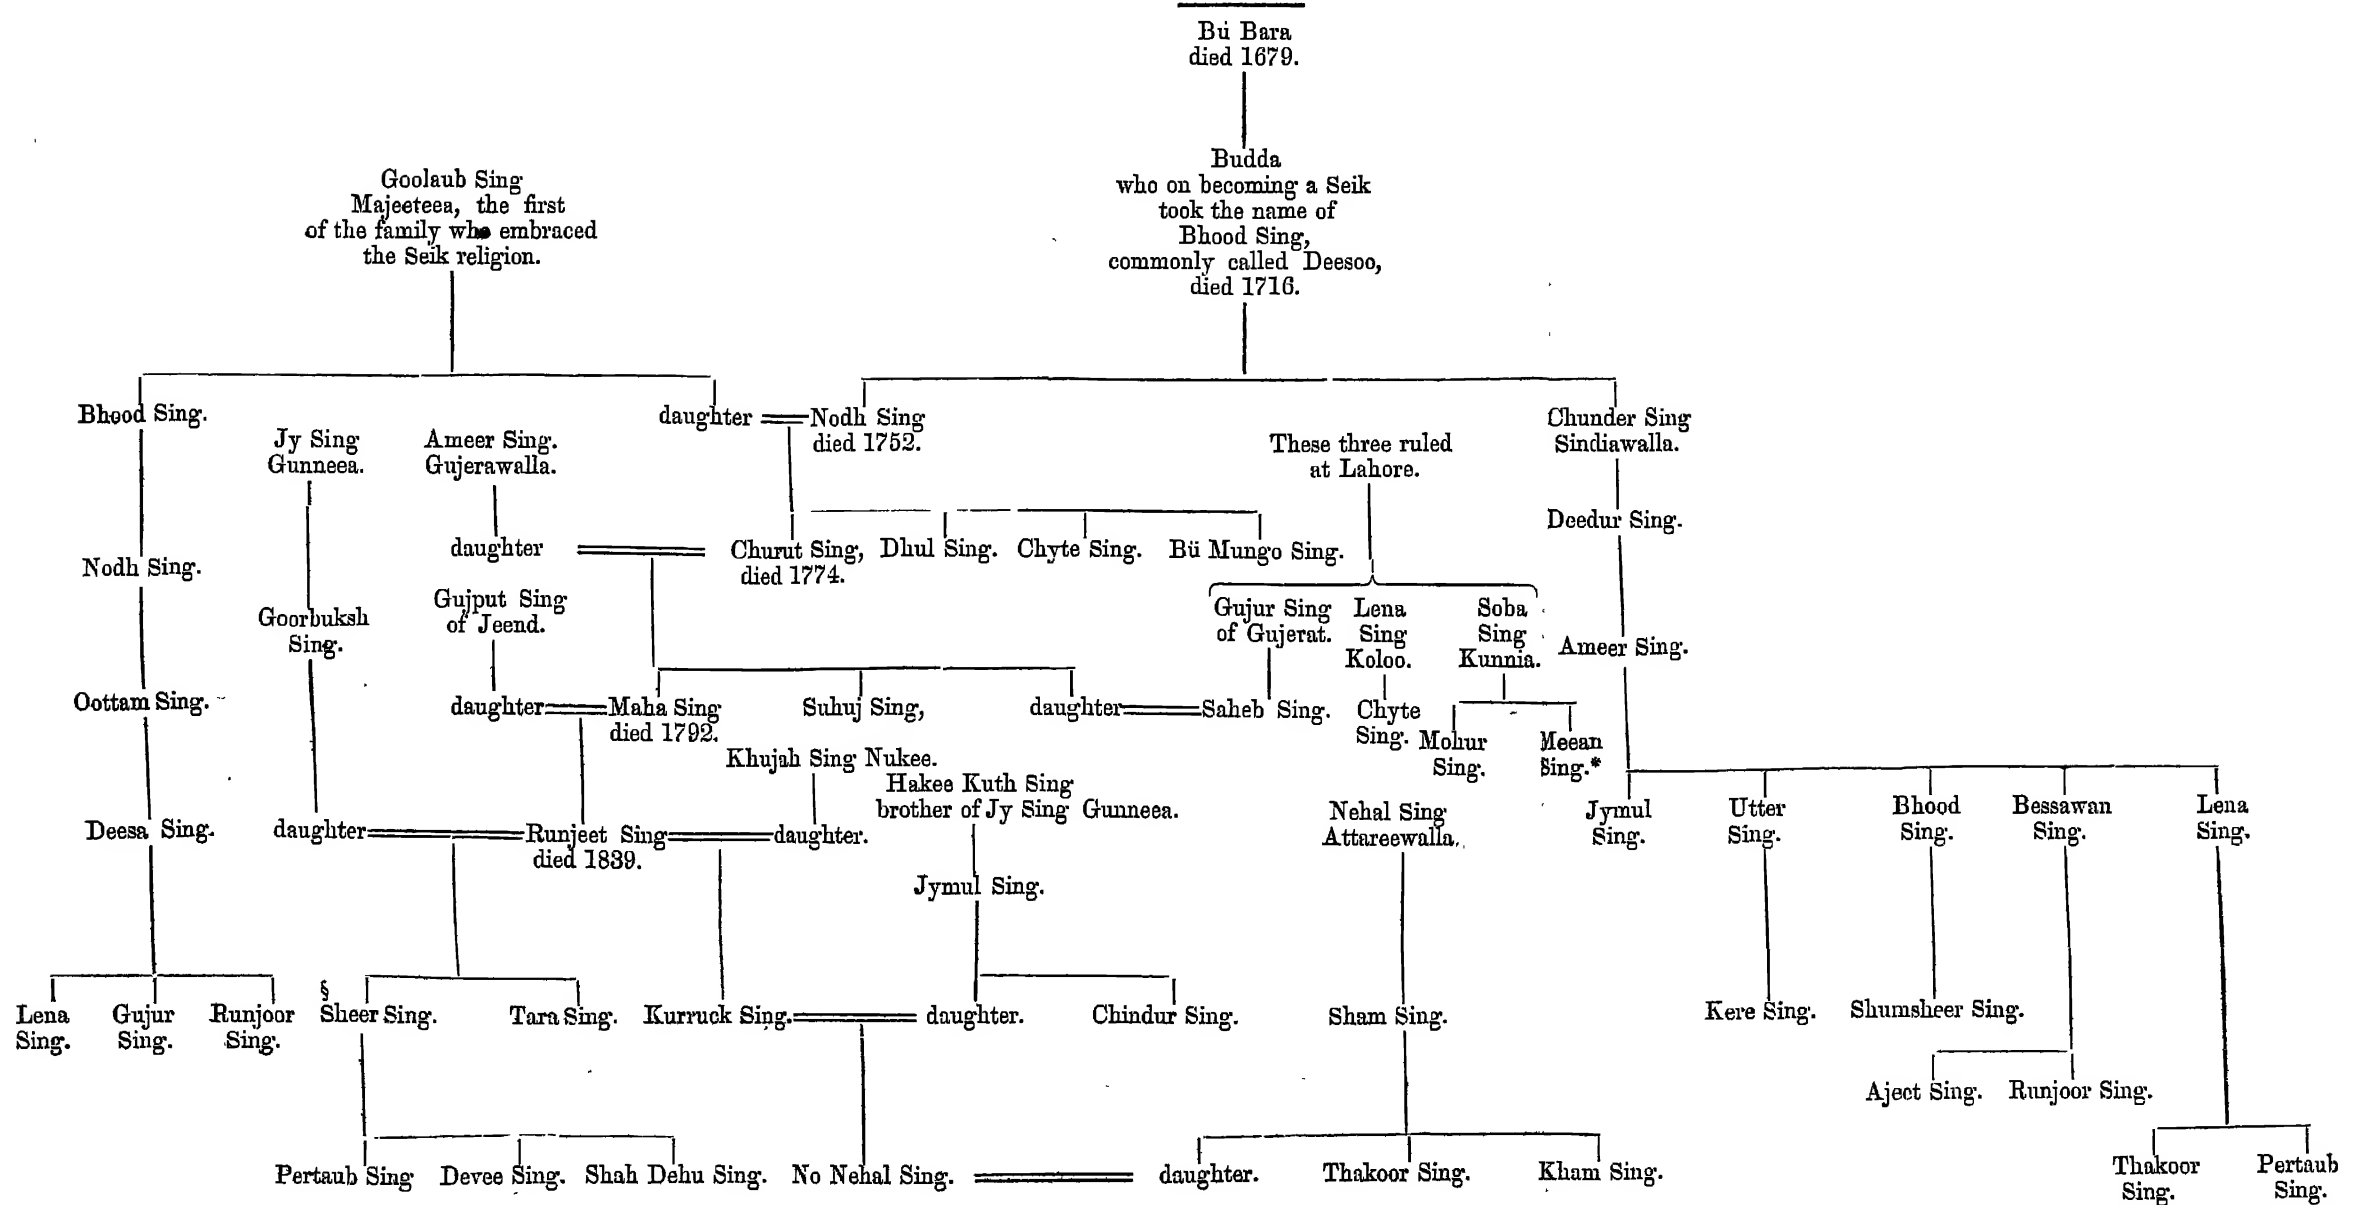 Bü Bara
died 1679.
Budda
who on becoming a Seik
took the name of
Bhood Sing,
commonly called Deesoo,
died 1716.
Goolaub Sing
Majeeteea, the first
of the family who embraced
the Seik religion.
Bhood Sing.
daughter
Nodh Sing
died 1752.
Chunder Sing
Sindiawalla.
Jy Sing
Gunneea.
Ameer Sing.
Gujerawalla.
These three ruled
at Lahore.
Deedur Sing.
Nodh Sing.
daughter
Churut Sing,
died 1774.
Dhul Sing.
Chyte Sing.
Bü Mungo Sing.
Goorbuksh
Sing.
Gujput Sing
of Jeend.
Gujur Sing
of Gujerat.
Lena
Sing
Koloo.
Soba
Sing
Kunnia.
Ameer Sing.
Oottam Sing.
daughter
Maha Sing
died 1792.
Suhuj Sing,
daughter
Saheb Sing.
Chyte
Sing.
Mohur
Sing.
Meean
Sing.*
Khujah Sing Nukee.
Hakee Kuth Sing
brother of Jy Sing Gunneea.
Nehal Sing
Attareewalla.
Jymul
Sing.
Utter
Sing.
Bhood
Sing.
Bessawan
Sing.
Lena
Sing.
Deesa Sing.
daughter
Runjeet Sing
died 1839.
daughter.
Jymul Sing.
Lena
Sing.
Gujur
Sing.
Runjoor
Sing.
§
Sheer Sing.
Tara Sing.
Kurruck Sing.
daughter.
Chindur Sing.
Sham Sing.
Kere Sing.
Shumsheer Sing.
Ajeet Sing.
Runjoor Sing.
Pertaub Sing
Devee Sing.
Shah Dehu Sing.
No Nehal Sing.
daughter.
Thakoor Sing.
Kham Sing.
Thakoor
Sing.
Pertaub
Sing.